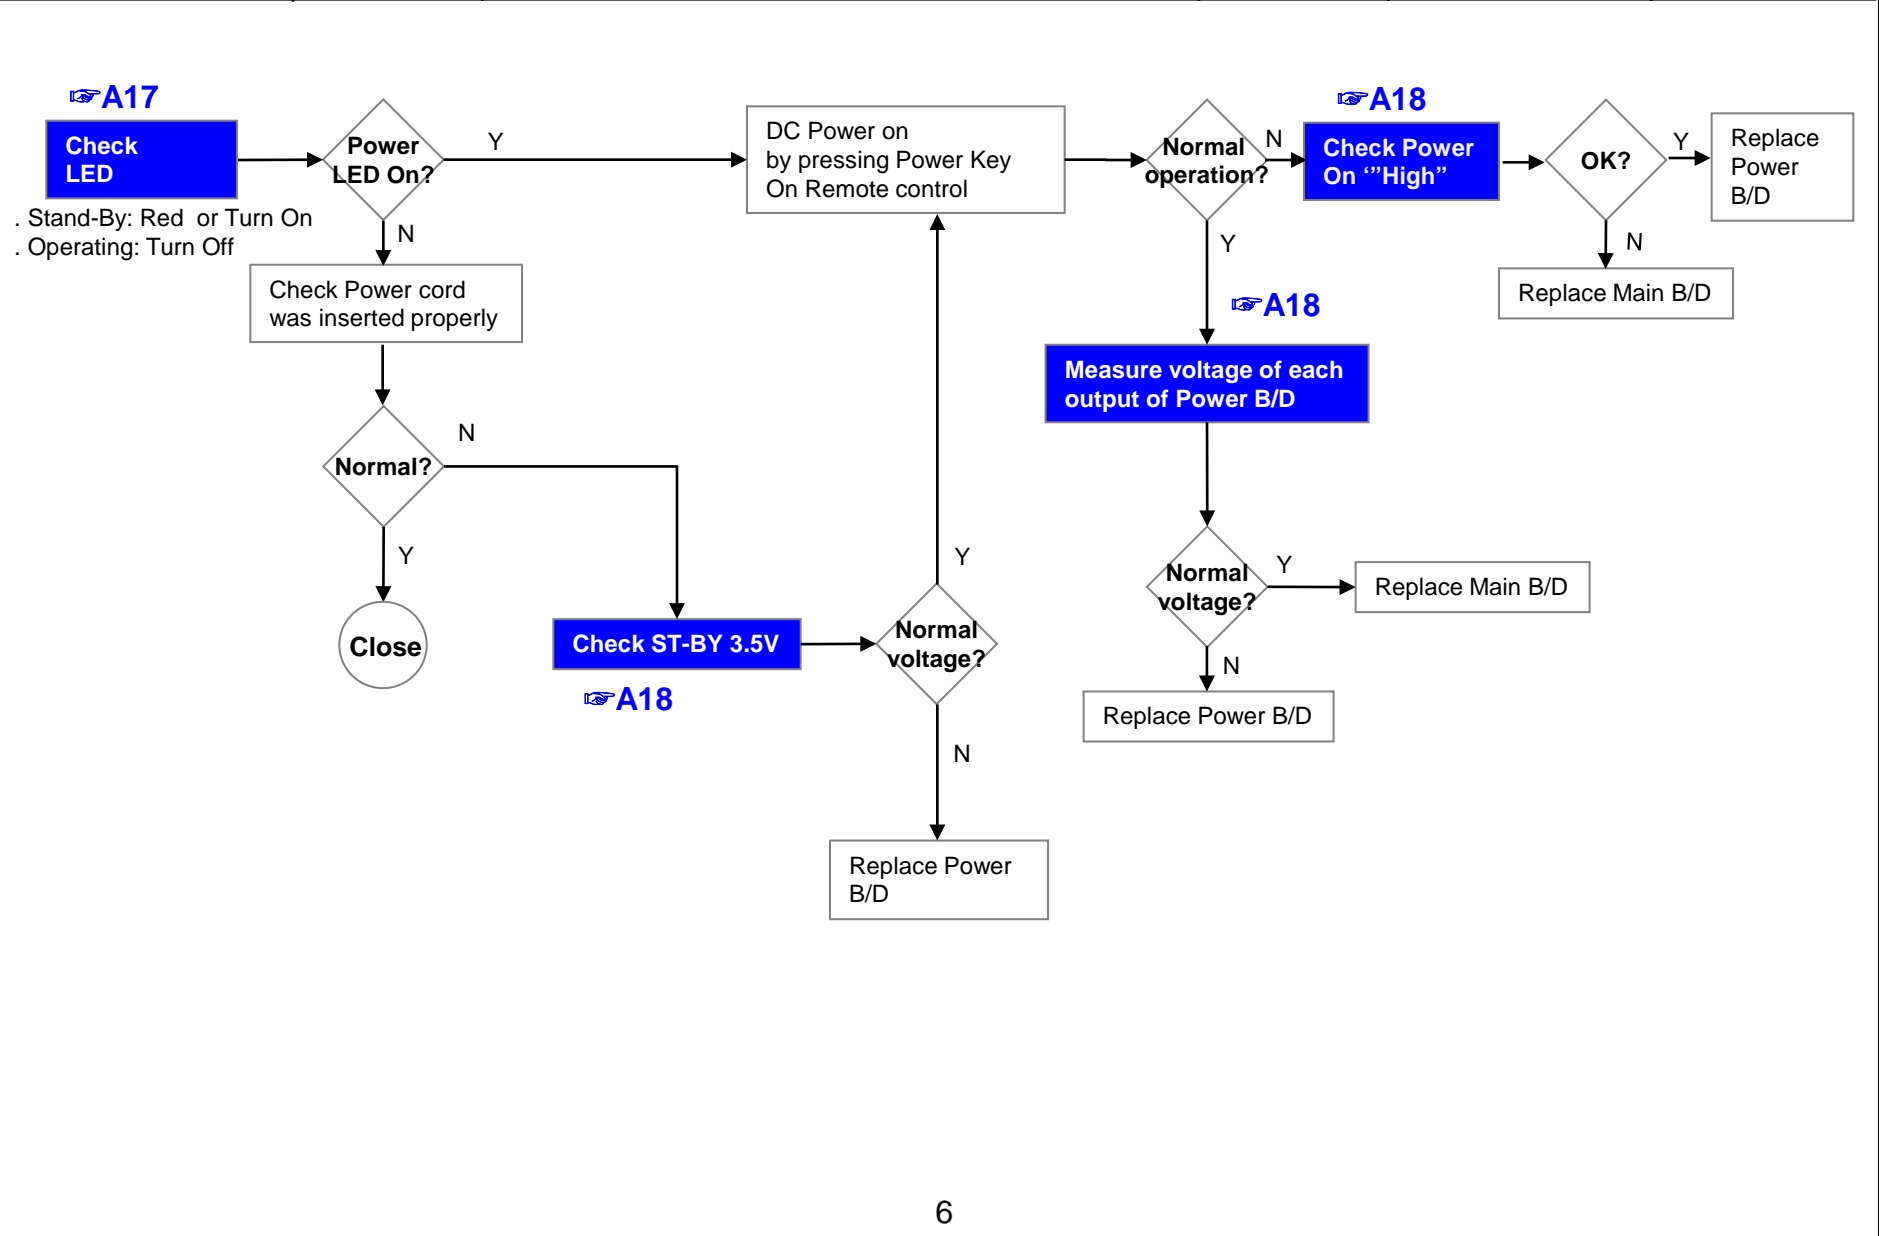 ☞A17
Check
LED
. Stand-By: Red or Turn On
. Operating: Turn Off
Power
LED On?
Y
N
Check Power cord
was inserted properly
Normal?
N
Y
Close
Check ST-BY 3.5V
☞A18
Normal
voltage?
Y
N
Replace Power
B/D
DC Power on
by pressing Power Key
On Remote control
Normal
operation?
N
Y
☞A18
Check Power
On ‘”High”
OK?
Y
Replace
Power
B/D
N
Replace Main B/D
☞A18
Measure voltage of each
output of Power B/D
Normal
voltage?
Y
Replace Main B/D
N
Replace Power B/D
6